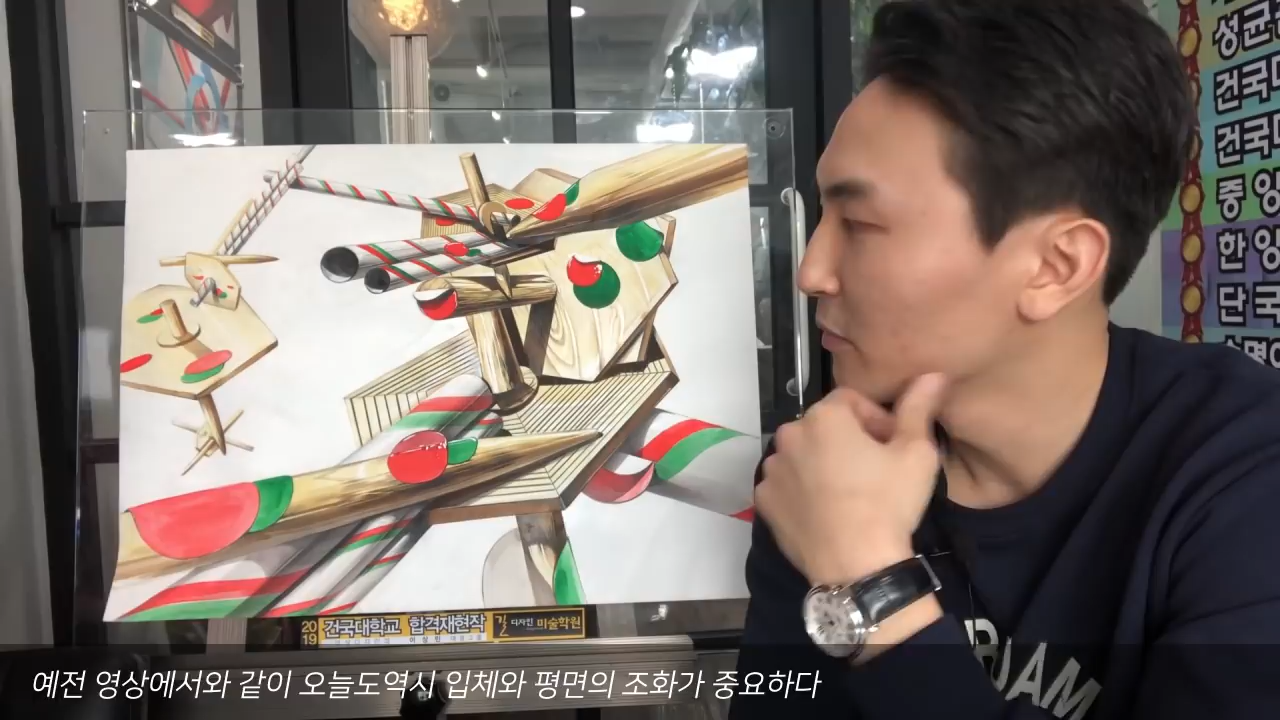 성균
건국대
건국대
중앙
한양
단국
2019 건국대학교 합격재현작 길 디자인 미술학원
예전 영상에서와 같이 오늘도역시 입체와 평면의 조화가 중요하다